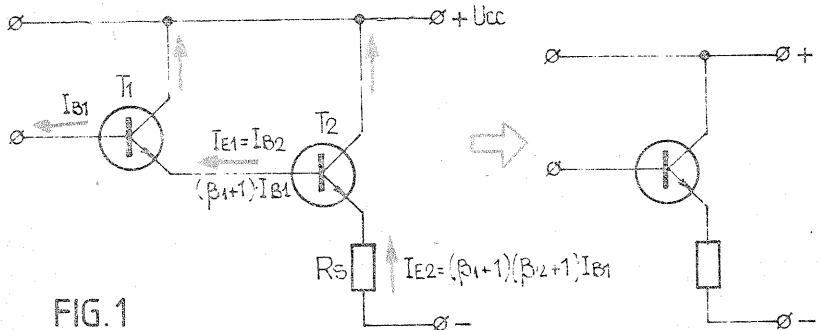 + Ucc
T1
IB1
IE1 = IB2
T2
(β1+1)·IB1
Rs
IE2=(β1+1)(β2+1)IB1
FIG. 1
-
+
-